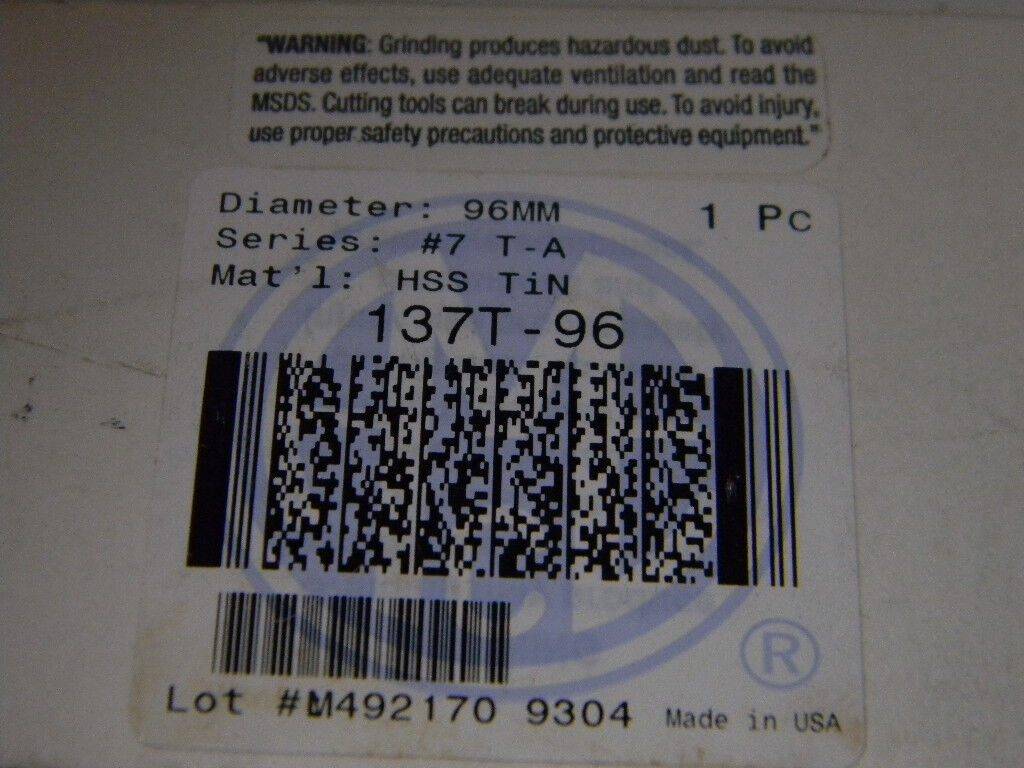 "WARNING: Grinding produces hazardous dust. To avoid
adverse effects, use adequate ventilation and read the
MSDS. Cutting tools can break during use. To avoid injury,
use proper safety precautions and protective equipment."
Diameter: 96MM 1 Pc
Series: #7 T-A
Mat'l: HSS TiN
137T-96
®
Lot #M492170 9304 Made in USA